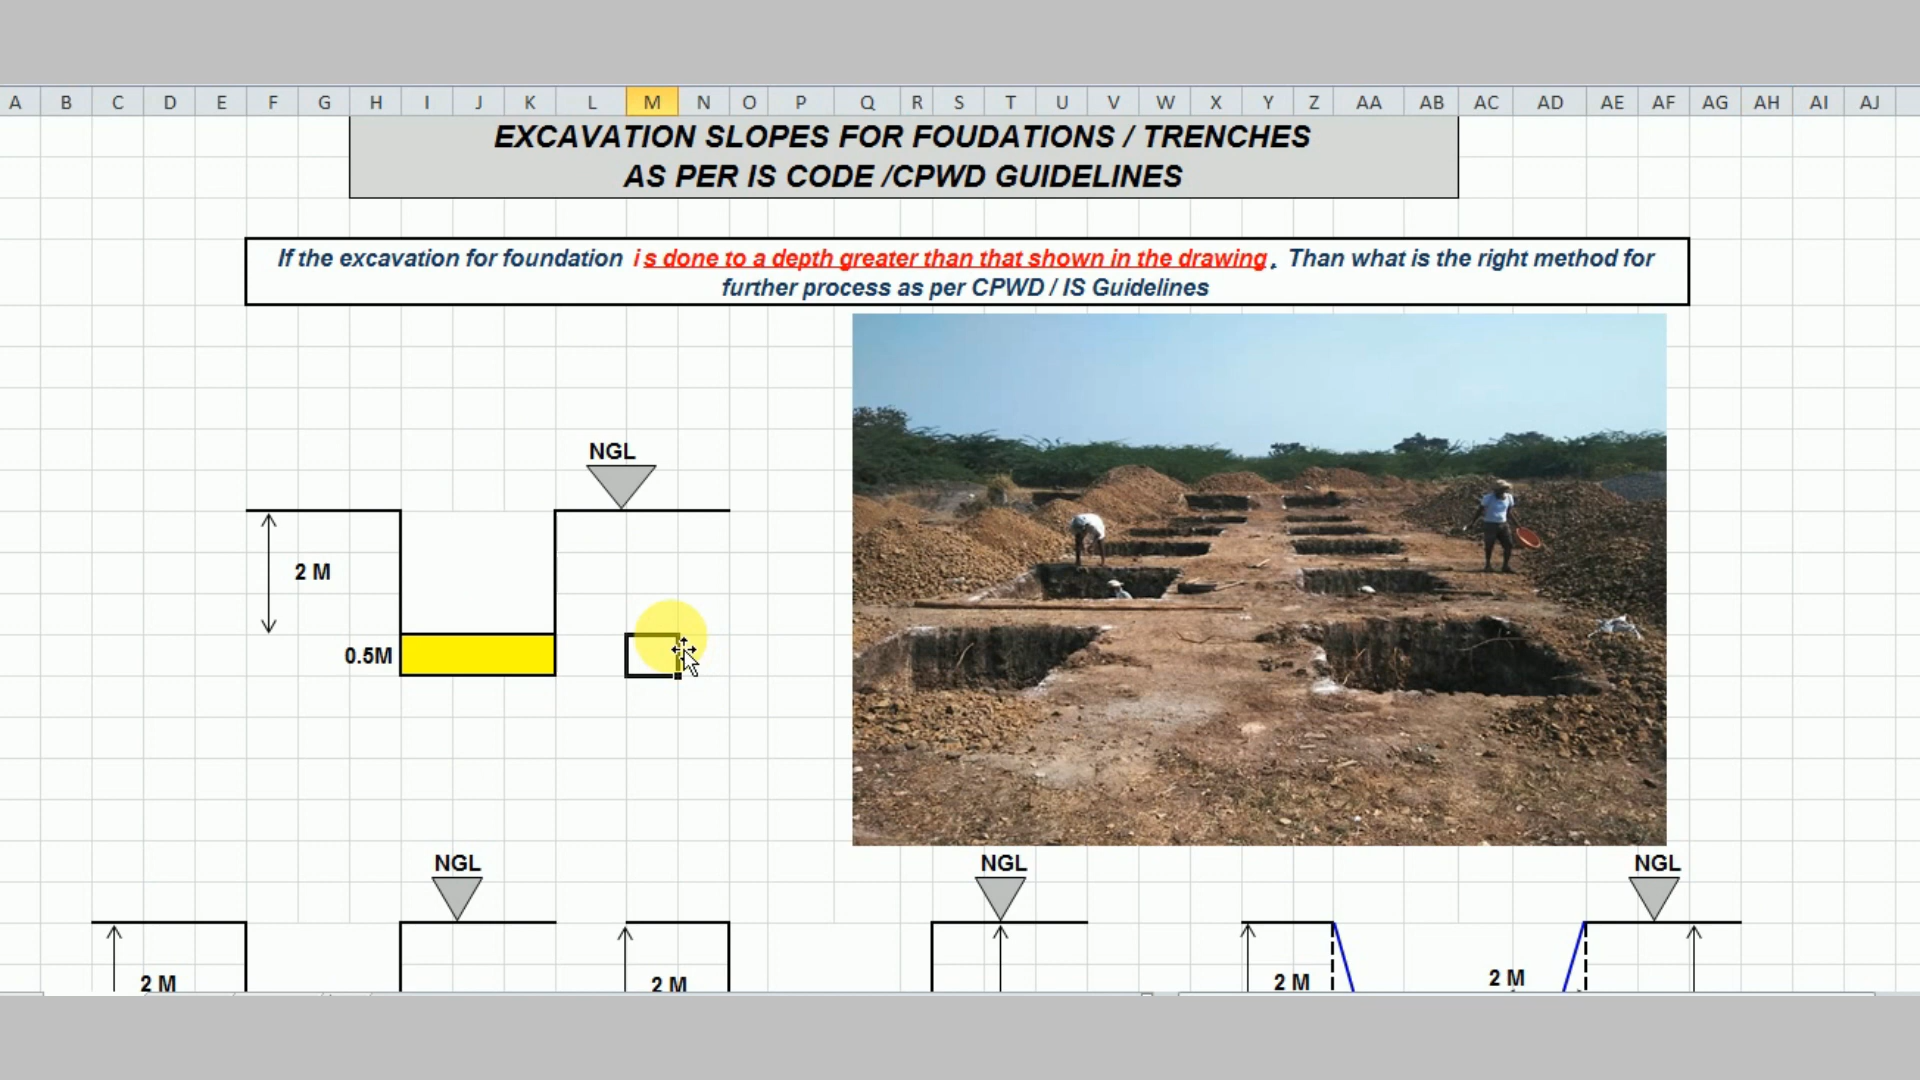 A B C D E F G H I J K L M N O P Q R S T U V W X Y Z AA AB AC AD AE AF AG AH AI AJ
EXCAVATION SLOPES FOR FOUDATIONS / TRENCHES
AS PER IS CODE /CPWD GUIDELINES
If the excavation for foundation is done to a depth greater than that shown in the drawing. Than what is the right method for
further process as per CPWD / IS Guidelines
NGL
2 M
0.5M
NGL NGL NGL
2 M 2 M 2 M 2 M